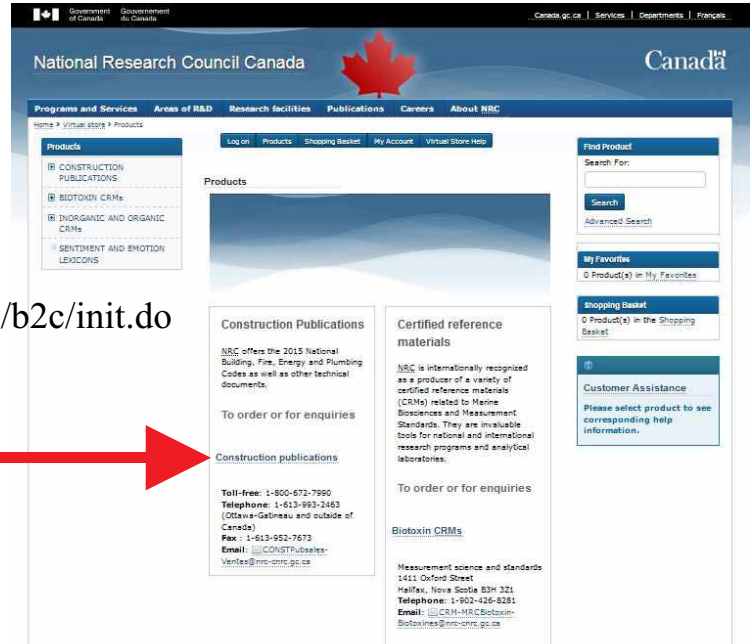 Government of Canada
Gouvernement du Canada
Canada.gc.ca | Services | Departments | Français
National Research Council Canada
Canada
Programs and Services Areas of R&D Research facilities Publications Careers About NRC
Home > Virtual store > Products
Log on Products Shopping Basket My Account Virtual Store Help
Products
CONSTRUCTION
PUBLICATIONS
BIOTOXIN CRMs
INORGANIC AND ORGANIC
CRMs
SENTIMENT AND EMOTION
LEXICONS
/b2c/init.do
Products
Construction Publications
NRC offers the 2015 National
Building, Fire, Energy and Plumbing
Codes as well as other technical
documents.
To order or for enquiries
Construction publications
Toll-free: 1-800-672-7990
Telephone: 1-613-993-2463
(Ottawa-Gatineau and outside of
Canada)
Fax : 1-613-952-7673
Email: CONSTPubsales-
Ventes@nrc-cnrc.gc.ca
Certified reference
materials
NRC is internationally recognized
as a producer of a variety of
certified reference materials
(CRMs) related to Marine
Biosciences and Measurement
Standards. They are invaluable
tools for national and international
research programs and analytical
laboratories.
To order or for enquiries
Biotoxin CRMs
Measurement science and standards
1411 Oxford Street
Halifax, Nova Scotia B3H 3Z1
Telephone: 1-902-426-8281
Email: CRM-MRCBiotoxin-
Biotoxines@nrc-cnrc.gc.ca
Find Product
Search For:
Search
Advanced Search
My Favorites
0 Product(s) in My Favorites
Shopping Basket
0 Product(s) in the Shopping
Basket
Customer Assistance
Please select product to see
corresponding help
information.